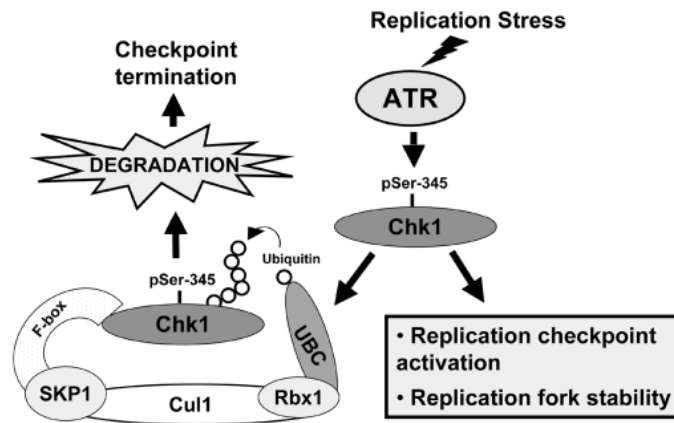 Replication Stress
Checkpoint
termination
ATR
DEGRADATION
pSer-345
Chk1
Ubiquitin
pSer-345
Chk1
F-box
UBC
SKP1
Cul1
Rbx1
• Replication checkpoint
activation
• Replication fork stability